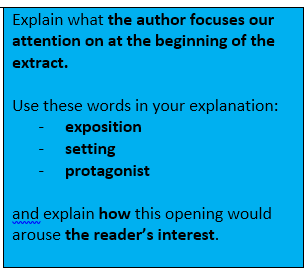 Explain what the author focuses our
attention on at the beginning of the
extract.
Use these words in your explanation:
- exposition
- setting
- protagonist
and explain how this opening would
arouse the reader's interest.